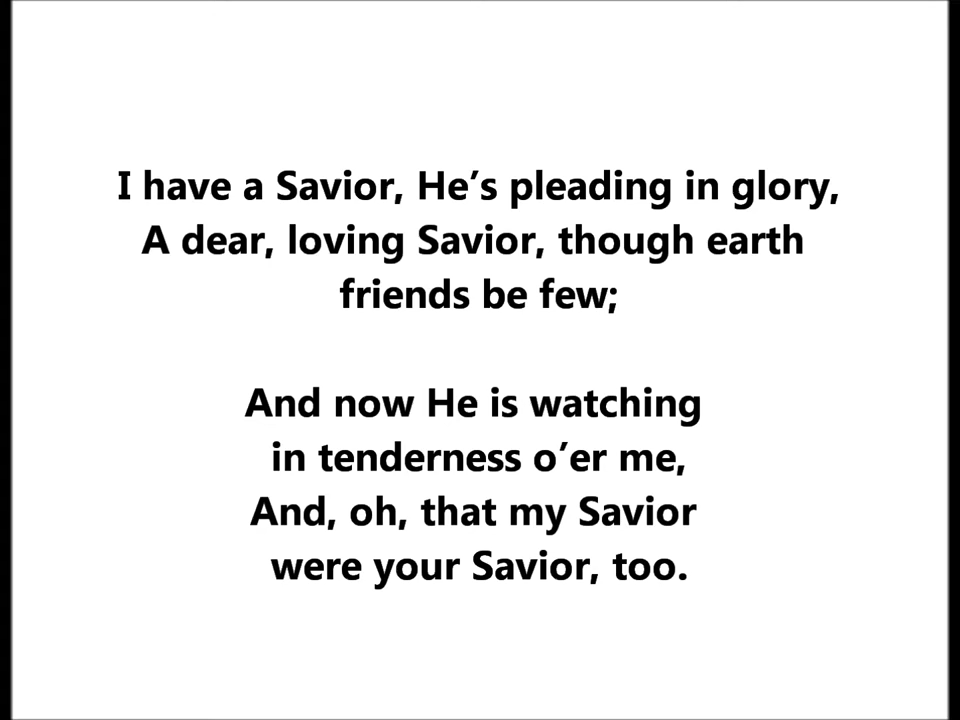 I have a Savior, He’s pleading in glory,
A dear, loving Savior, though earth
friends be few;
And now He is watching
in tenderness o’er me,
And, oh, that my Savior
were your Savior, too.